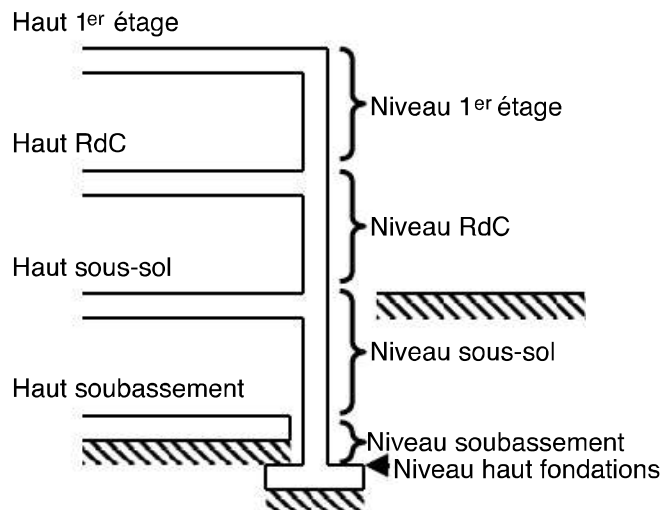 Haut 1er étage
Niveau 1er étage
Haut RdC
Niveau RdC
Haut sous-sol
Niveau sous-sol
Haut soubassement
Niveau soubassement
Niveau haut fondations